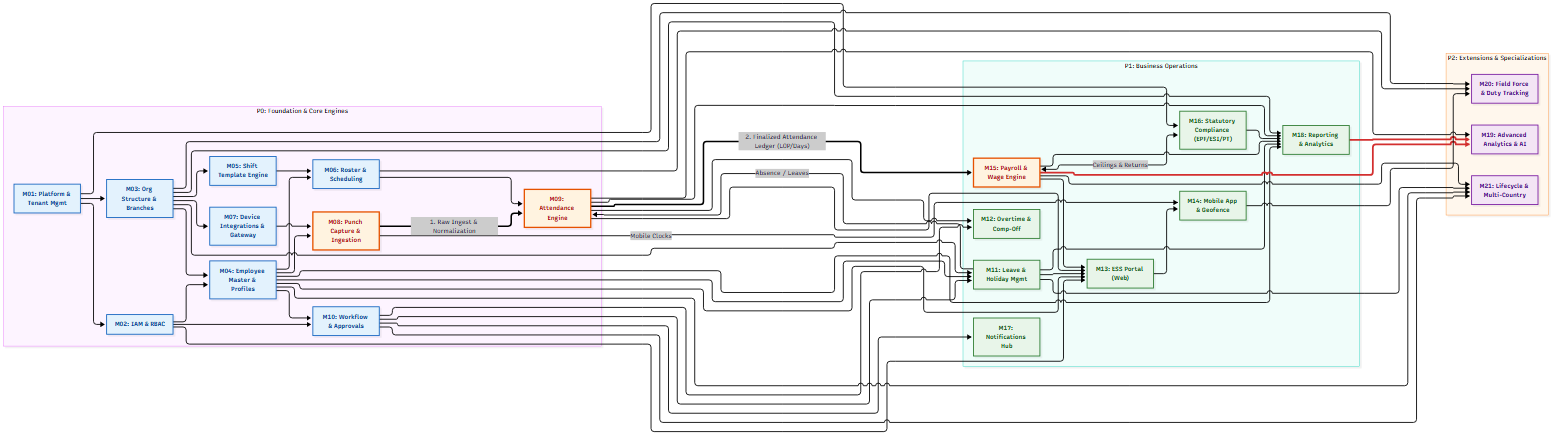 P0: Foundation & Core Engines
M01: Platform &
Tenant Mgmt
M03: Org
Structure &
Branches
M02: IAM & RBAC
M05: Shift
Template Engine
M07: Device
Integrations &
Gateway
M04: Employee
Master &
Profiles
M06: Roster &
Scheduling
M08: Punch
Capture &
Ingestion
M10: Workflow
& Approvals
1. Raw Ingest &
Normalization
M09:
Attendance
Engine
Mobile Clocks
2. Finalized Attendance
Ledger (LOP/Days)
Absence / Leaves
P1: Business Operations
M15: Payroll &
Wage Engine
M12: Overtime &
Comp-Off
M11: Leave &
Holiday Mgmt
M17:
Notifications
Hub
Ceilings & Returns
M13: ESS Portal
(Web)
M16: Statutory
Compliance
(EPF/ESI/PT)
M14: Mobile App
& Geofence
M18: Reporting
& Analytics
P2: Extensions & Specializations
M20: Field Force
& Duty Tracking
M19: Advanced
Analytics & AI
M21: Lifecycle &
Multi-Country